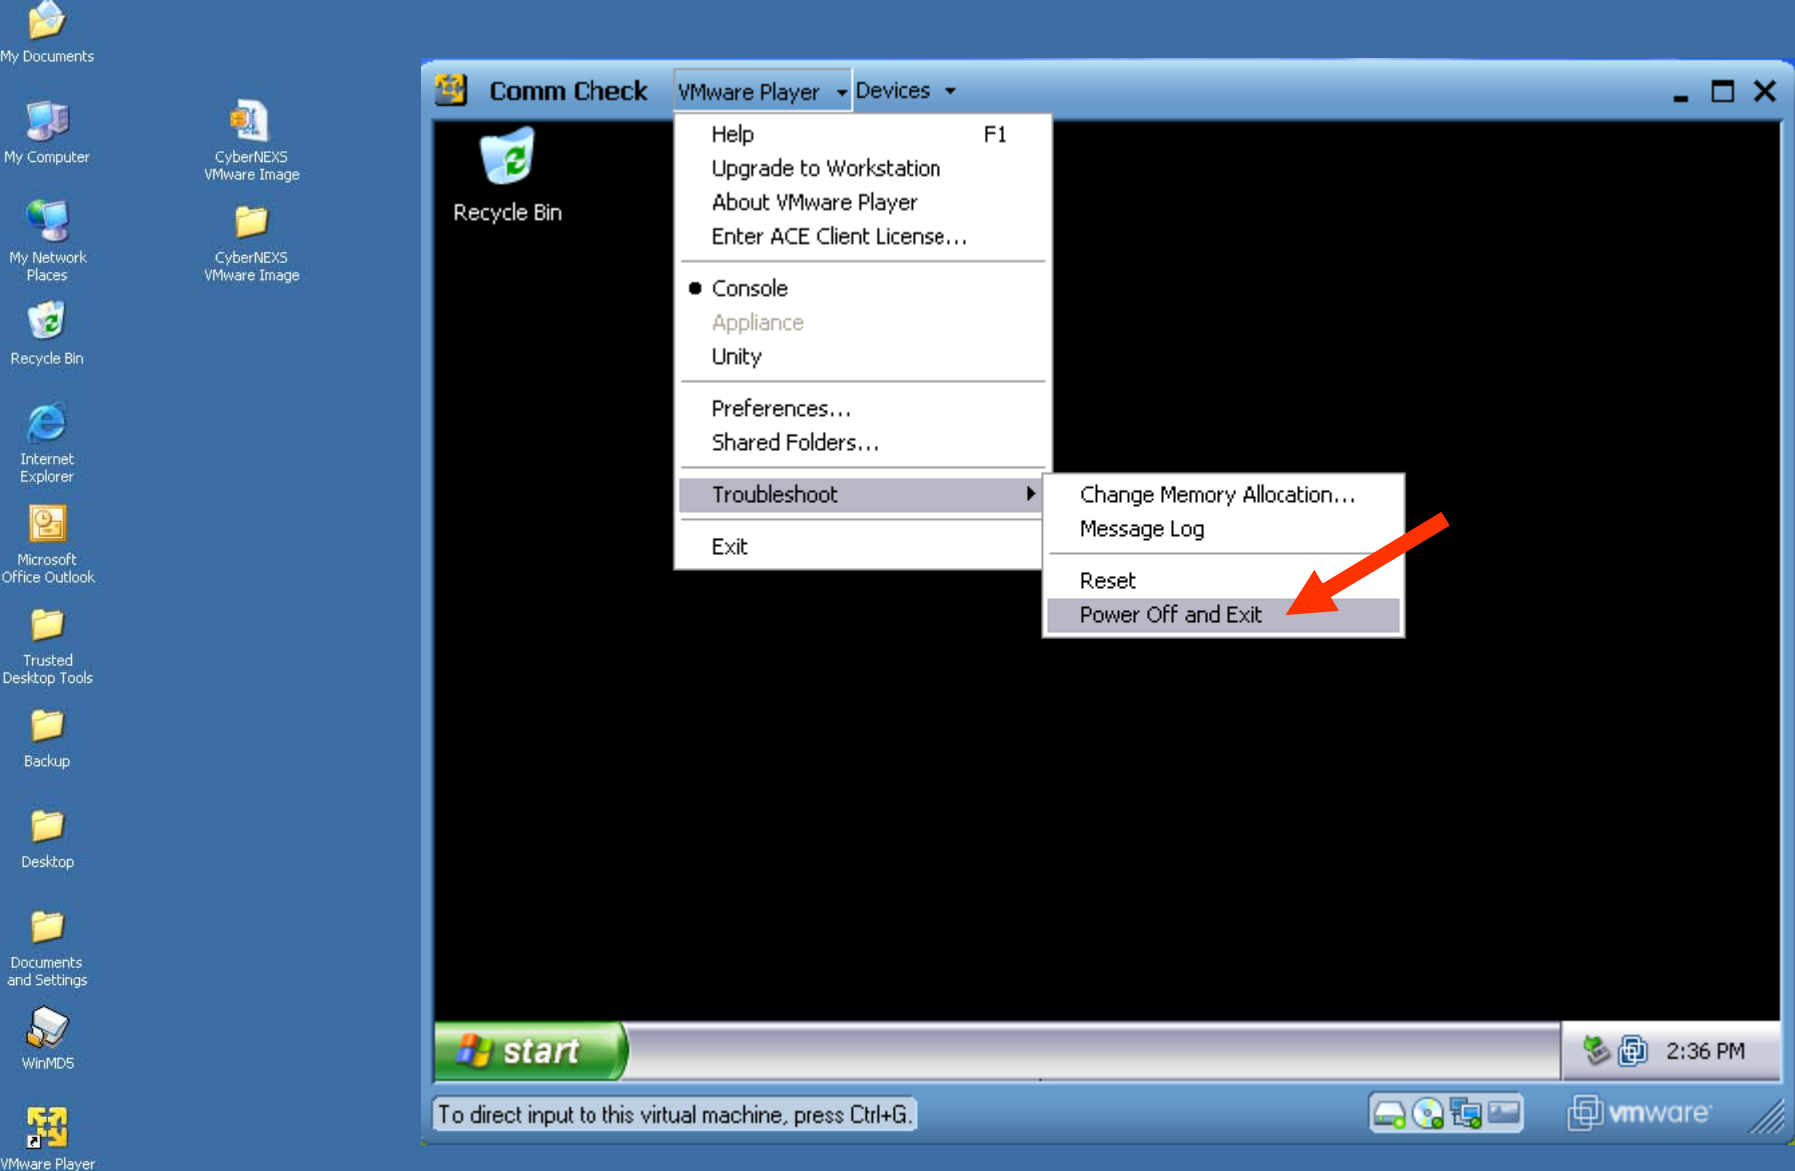 My Documents
My Computer
My Network
Places
Recycle Bin
Internet
Explorer
Microsoft
Office Outlook
Trusted
Desktop Tools
Backup
Desktop
Documents
and Settings
WinMD5
VMware Player
CyberNEXS
VMware Image
CyberNEXS
VMware Image
Comm Check VMware Player Devices
Recycle Bin
Help F1
Upgrade to Workstation
About VMware Player
Enter ACE Client License...
Console
Appliance
Unity
Preferences...
Shared Folders...
Troubleshoot
Exit
Change Memory Allocation...
Message Log
Reset
Power Off and Exit
start 2:36 PM
To direct input to this virtual machine, press Ctrl+G. vmware